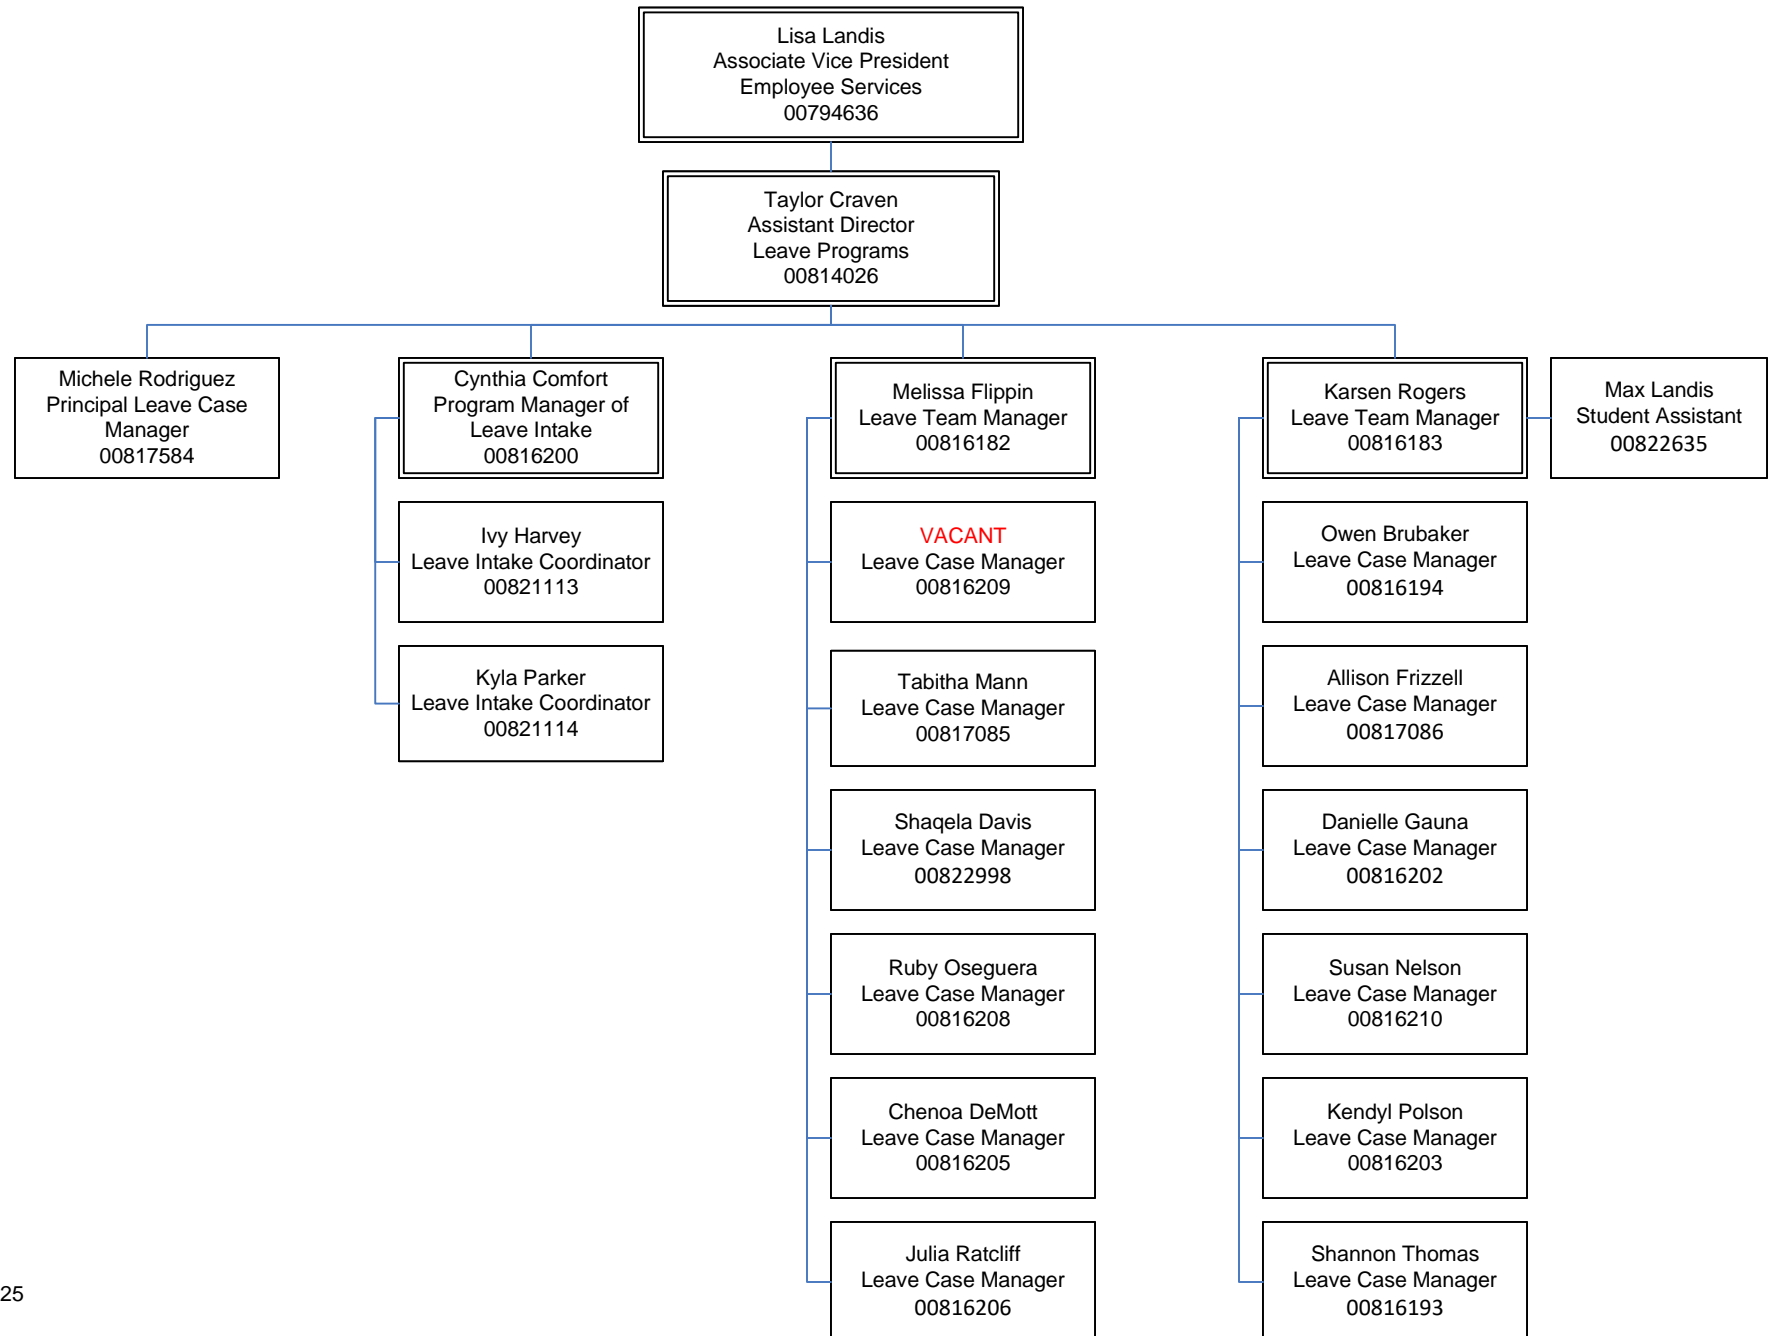 Lisa Landis
Associate Vice President
Employee Services
00794636
Taylor Craven
Assistant Director
Leave Programs
00814026
Michele Rodriguez
Principal Leave Case
Manager
00817584
Cynthia Comfort
Program Manager of
Leave Intake
00816200
Melissa Flippin
Leave Team Manager
00816182
Karsen Rogers
Leave Team Manager
00816183
Max Landis
Student Assistant
00822635
Ivy Harvey
Leave Intake Coordinator
00821113
VACANT
Leave Case Manager
00816209
Owen Brubaker
Leave Case Manager
00816194
Kyla Parker
Leave Intake Coordinator
00821114
Tabitha Mann
Leave Case Manager
00817085
Allison Frizzell
Leave Case Manager
00817086
Shaqela Davis
Leave Case Manager
00822998
Danielle Gauna
Leave Case Manager
00816202
Ruby Oseguera
Leave Case Manager
00816208
Susan Nelson
Leave Case Manager
00816210
Chenoa DeMott
Leave Case Manager
00816205
Kendyl Polson
Leave Case Manager
00816203
Julia Ratcliff
Leave Case Manager
00816206
Shannon Thomas
Leave Case Manager
00816193
25